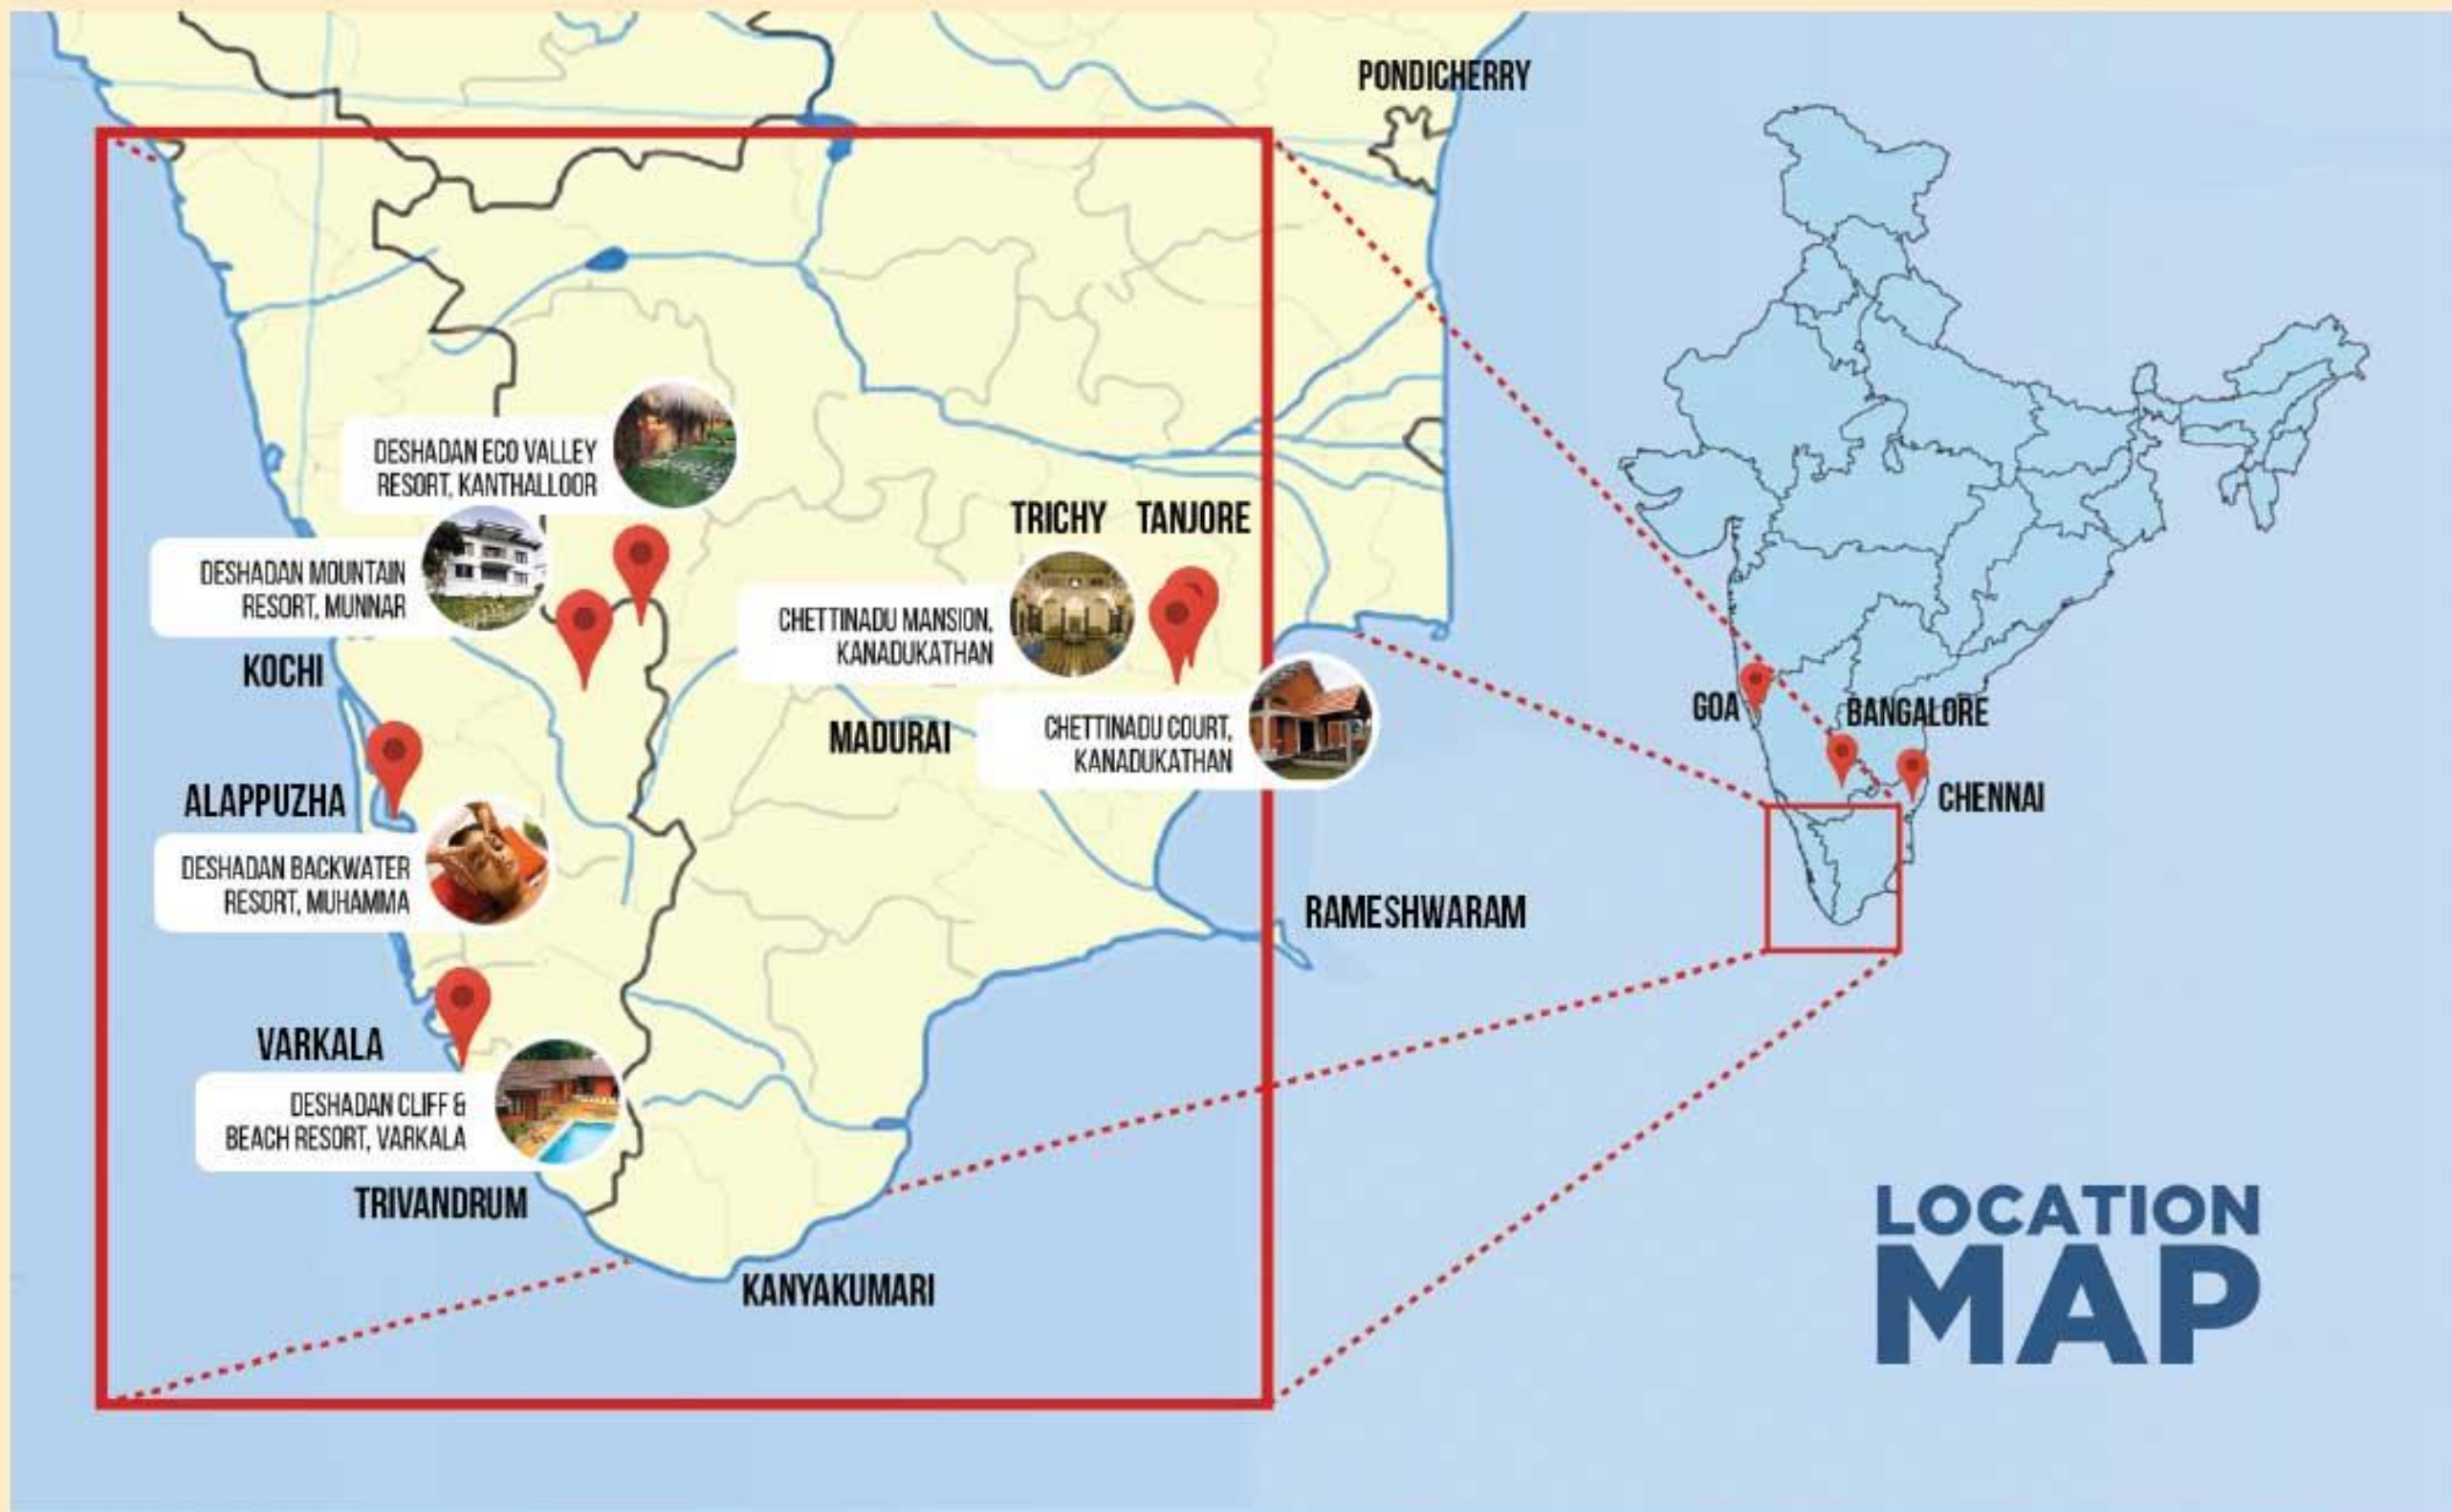 PONDICHERRY
DESHADAN ECO VALLEY
RESORT, KANTHALLOOR
TRICHY
TANJORE
DESHADAN MOUNTAIN
RESORT, MUNNAR
CHETTINADU MANSION,
KANADUKATHAN
KOCHI
MADURAI
CHETTINADU COURT,
KANADUKATHAN
GOA
BANGALORE
CHENNAI
ALAPPUZHA
DESHADAN BACKWATER
RESORT, MUHAMMA
RAMESHWARAM
VARKALA
DESHADAN CLIFF &
BEACH RESORT, VARKALA
TRIVANDRUM
KANYAKUMARI
LOCATION
MAP